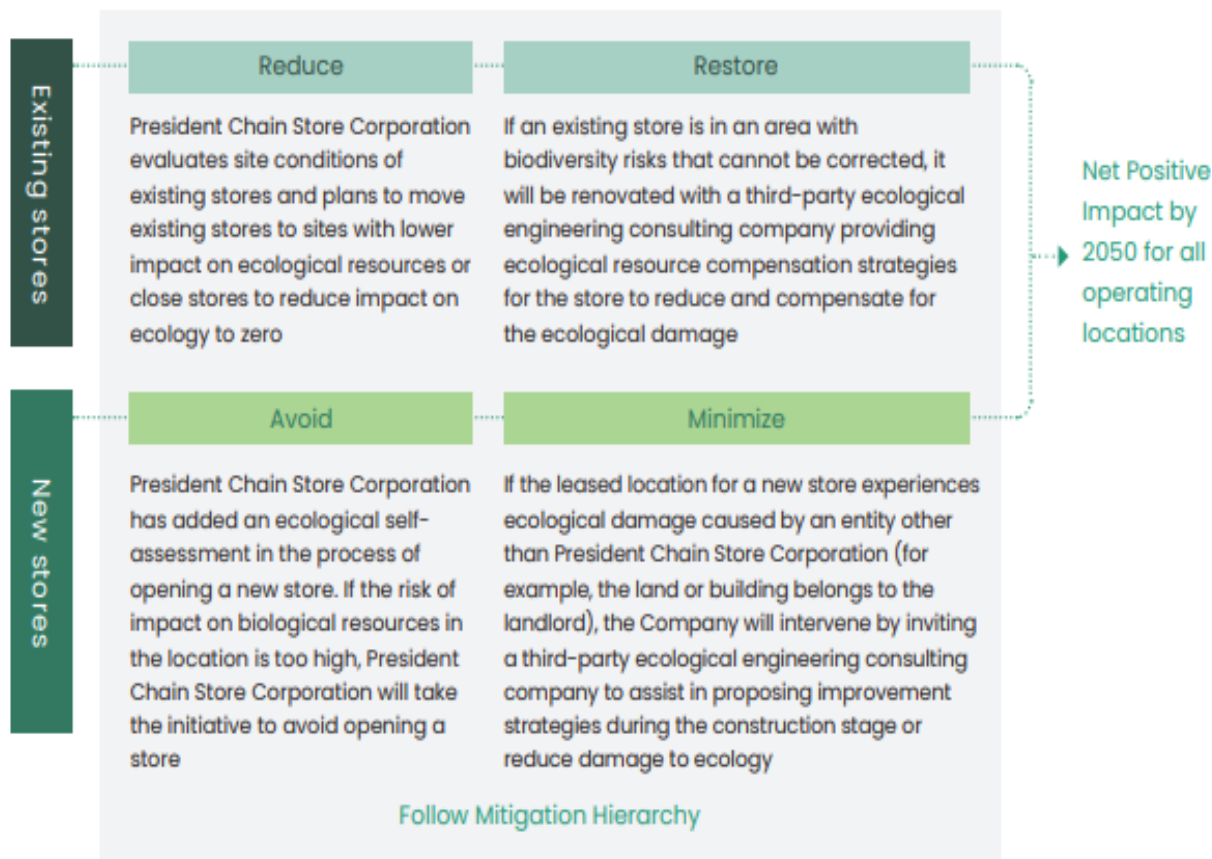 Existing stores
Reduce
President Chain Store Corporation
evaluates site conditions of
existing stores and plans to move
existing stores to sites with lower
impact on ecological resources or
close stores to reduce impact on
ecology to zero
Restore
If an existing store is in an area with
biodiversity risks that cannot be corrected, it
will be renovated with a third-party ecological
engineering consulting company providing
ecological resource compensation strategies
for the store to reduce and compensate for
the ecological damage
New stores
Avoid
President Chain Store Corporation
has added an ecological self-
assessment in the process of
opening a new store. If the risk of
impact on biological resources in
the location is too high, President
Chain Store Corporation will take
the initiative to avoid opening a
store
Minimize
If the leased location for a new store experiences
ecological damage caused by an entity other
than President Chain Store Corporation (for
example, the land or building belongs to the
landlord), the Company will intervene by inviting
a third-party ecological engineering consulting
company to assist in proposing improvement
strategies during the construction stage or
reduce damage to ecology
Follow Mitigation Hierarchy
Net Positive
Impact by
2050 for all
operating
locations